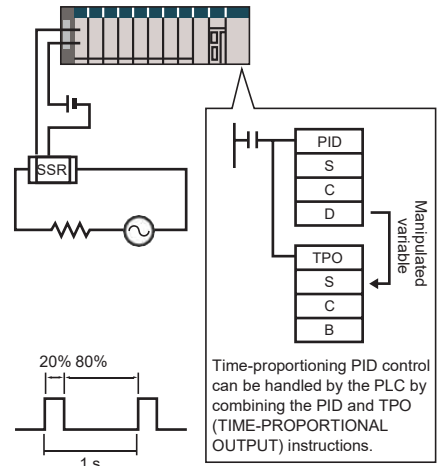 SSR
PID
S
C
D
Manipulated
variable
TPO
S
C
B
Time-proportioning PID control
can be handled by the PLC by
combining the PID and TPO
(TIME-PROPORTIONAL
OUTPUT) instructions.
20% 80%
1 s